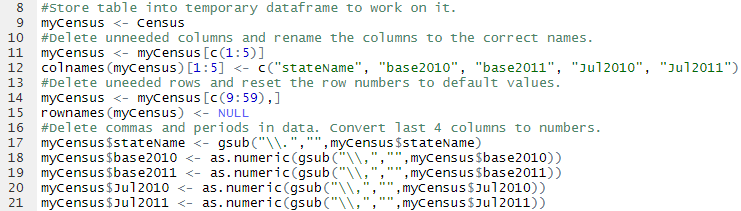 8 #Store table into temporary dataframe to work on it.
9 myCensus <- Census
10 #Delete unneeded columns and rename the columns to the correct names.
11 myCensus <- myCensus[c(1:5)]
12 colnames(myCensus)[1:5] <- c("stateName", "base2010", "base2011", "Jul2010", "Jul2011")
13 #Delete uneeded rows and reset the row numbers to default values.
14 myCensus <- myCensus[c(9:59),]
15 rownames(myCensus) <- NULL
16 #Delete commas and periods in data. Convert last 4 columns to numbers.
17 myCensus$stateName <- gsub("\\.","",myCensus$stateName)
18 myCensus$base2010 <- as.numeric(gsub("\\,","",myCensus$base2010))
19 myCensus$base2011 <- as.numeric(gsub("\\,","",myCensus$base2011))
20 myCensus$Jul2010 <- as.numeric(gsub("\\,","",myCensus$Jul2010))
21 myCensus$Jul2011 <- as.numeric(gsub("\\,","",myCensus$Jul2011))